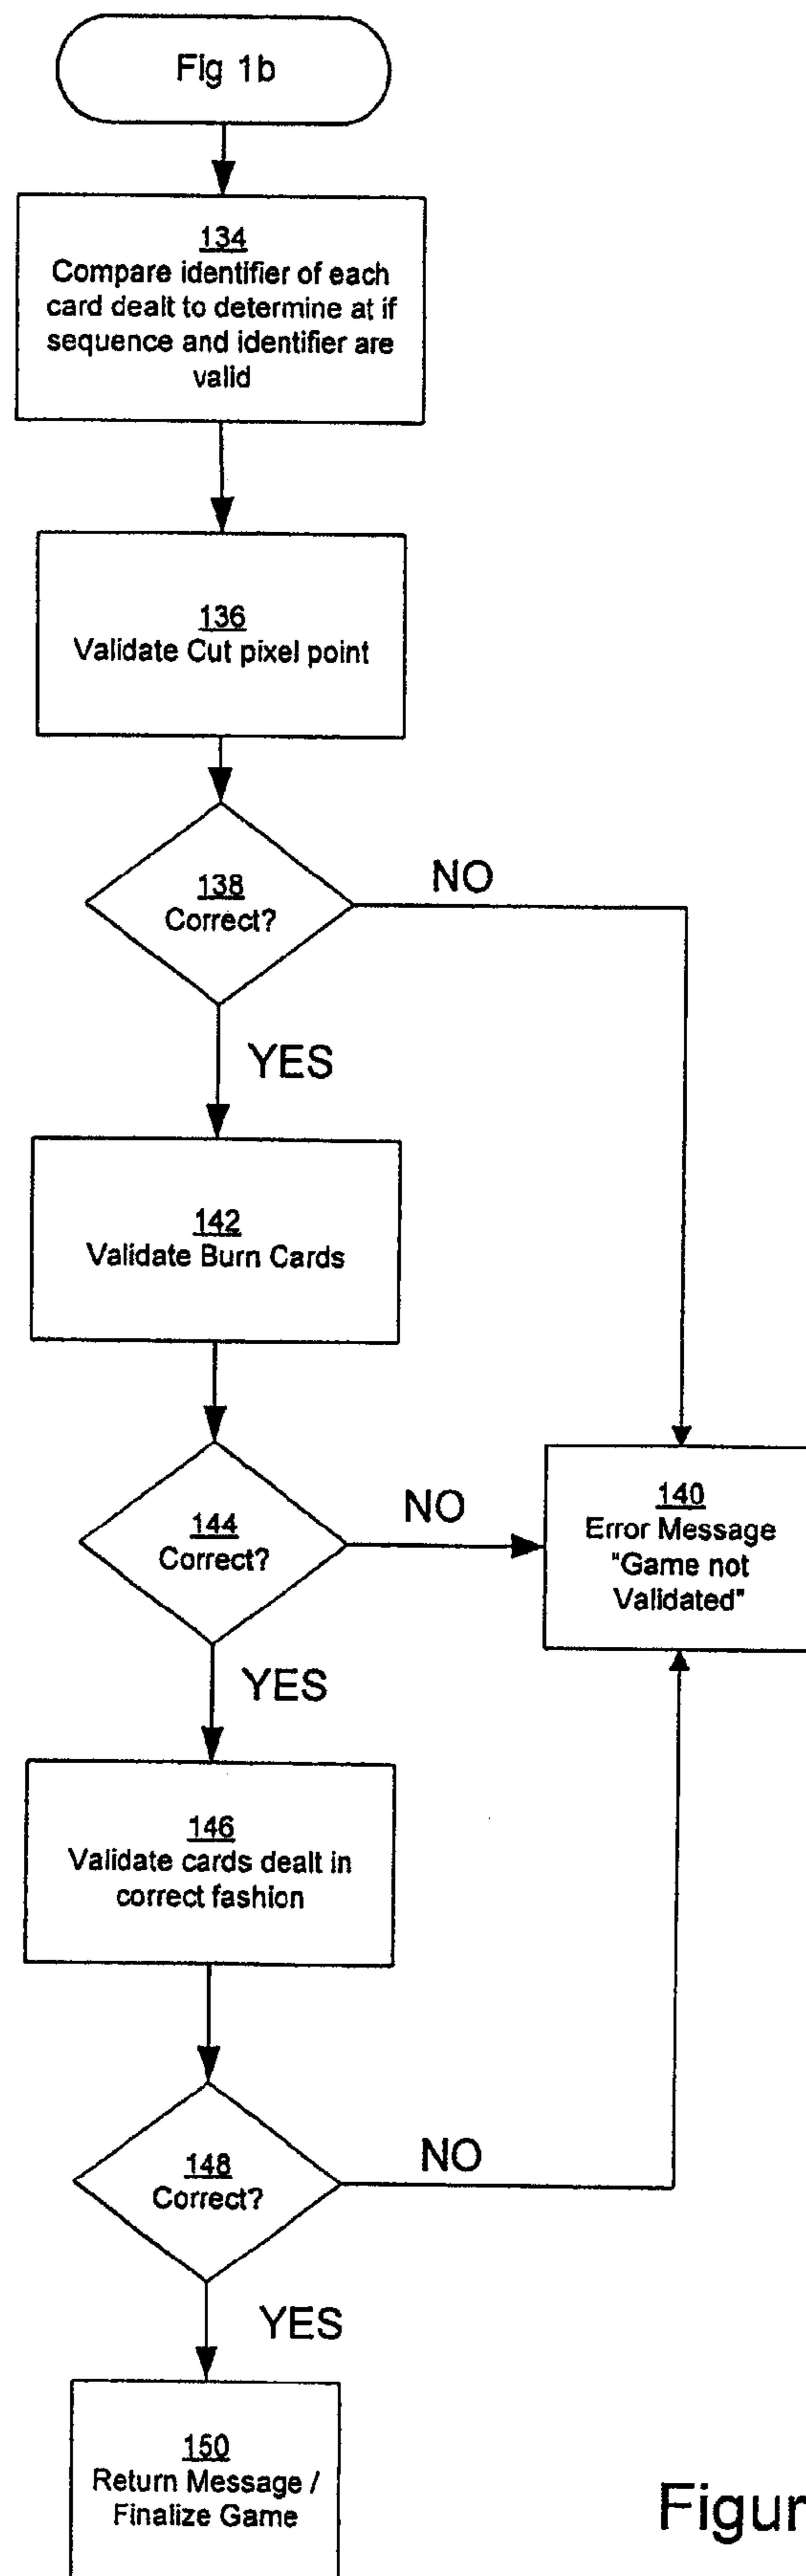 Fig 1b
134
Compare identifier of each
card dealt to determine at if
sequence and identifier are
valid
136
Validate Cut pixel point
138
Correct?
NO
YES
142
Validate Burn Cards
144
Correct?
NO
140
Error Message
"Game not
Validated"
YES
146
Validate cards dealt in
correct fashion
148
Correct?
NO
YES
150
Return Message /
Finalize Game